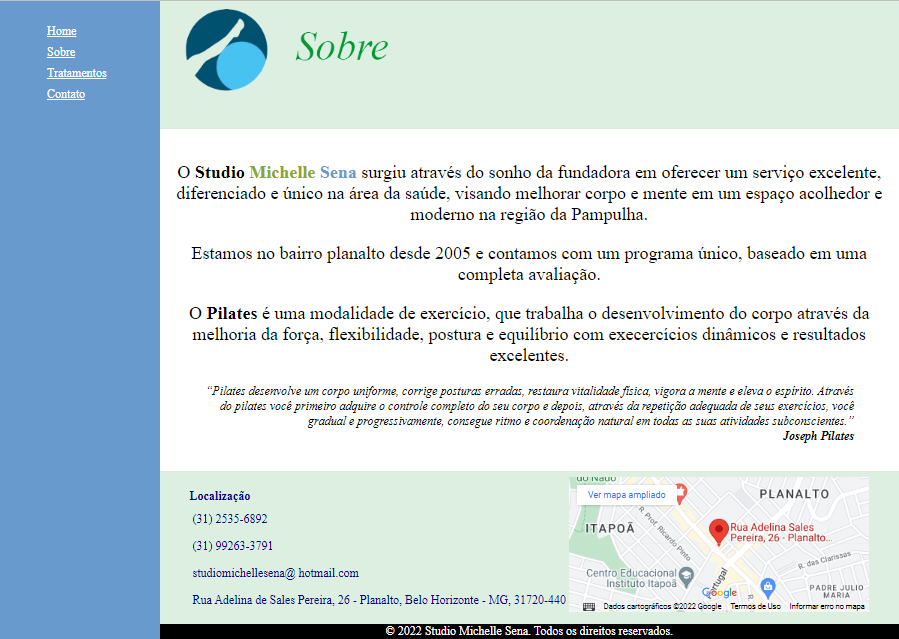 Home
Sobre
Tratamentos
Contato
Sobre
O Studio Michelle Sena surgiu através do sonho da fundadora em oferecer um serviço excelente,
diferenciado e único na área da saúde, visando melhorar corpo e mente em um espaço acolhedor e
moderno na região da Pampulha.
Estamos no bairro planalto desde 2005 e contamos com um programa único, baseado em uma
completa avaliação.
O Pilates é uma modalidade de exercício, que trabalha o desenvolvimento do corpo através da
melhoria da força, flexibilidade, postura e equilíbrio com execercícios dinâmicos e resultados
excelentes.
“Pilates desenvolve um corpo uniforme, corrige posturas erradas, restaura vitalidade física, vigora a mente e eleva o espírito. Através
do pilates você primeiro adquire o controle completo do seu corpo e depois, através da repetição adequada de seus exercícios, você
gradual e progressivamente, consegue ritmo e coordenação natural em todas as suas atividades subconscientes.”
Joseph Pilates
Localização
(31) 2535-6892
(31) 99263-3791
studiomichellesena@ hotmail.com
Rua Adelina de Sales Pereira, 26 - Planalto, Belo Horizonte - MG, 31720-440
do Nado
Ver mapa ampliado
PLANALTO
ITAPOÃ
R. Prof. Ricardo Pinto
Rua Adelina Sales
Pereira, 26 - Planalto...
R. das Clarissas
Centro Educacional
Instituto Itapoã
Portugal
PADRE JULIO
MARIA
Google
Dados cartográficos ©2022 Google
Termos de Uso
Informar erro no mapa
© 2022 Studio Michelle Sena. Todos os direitos reservados.